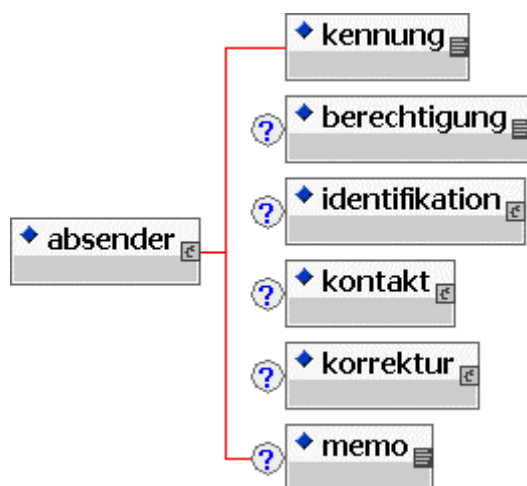 kennung
? berechtigung
? identifikation
absender
? kontakt
? korrektur
? memo